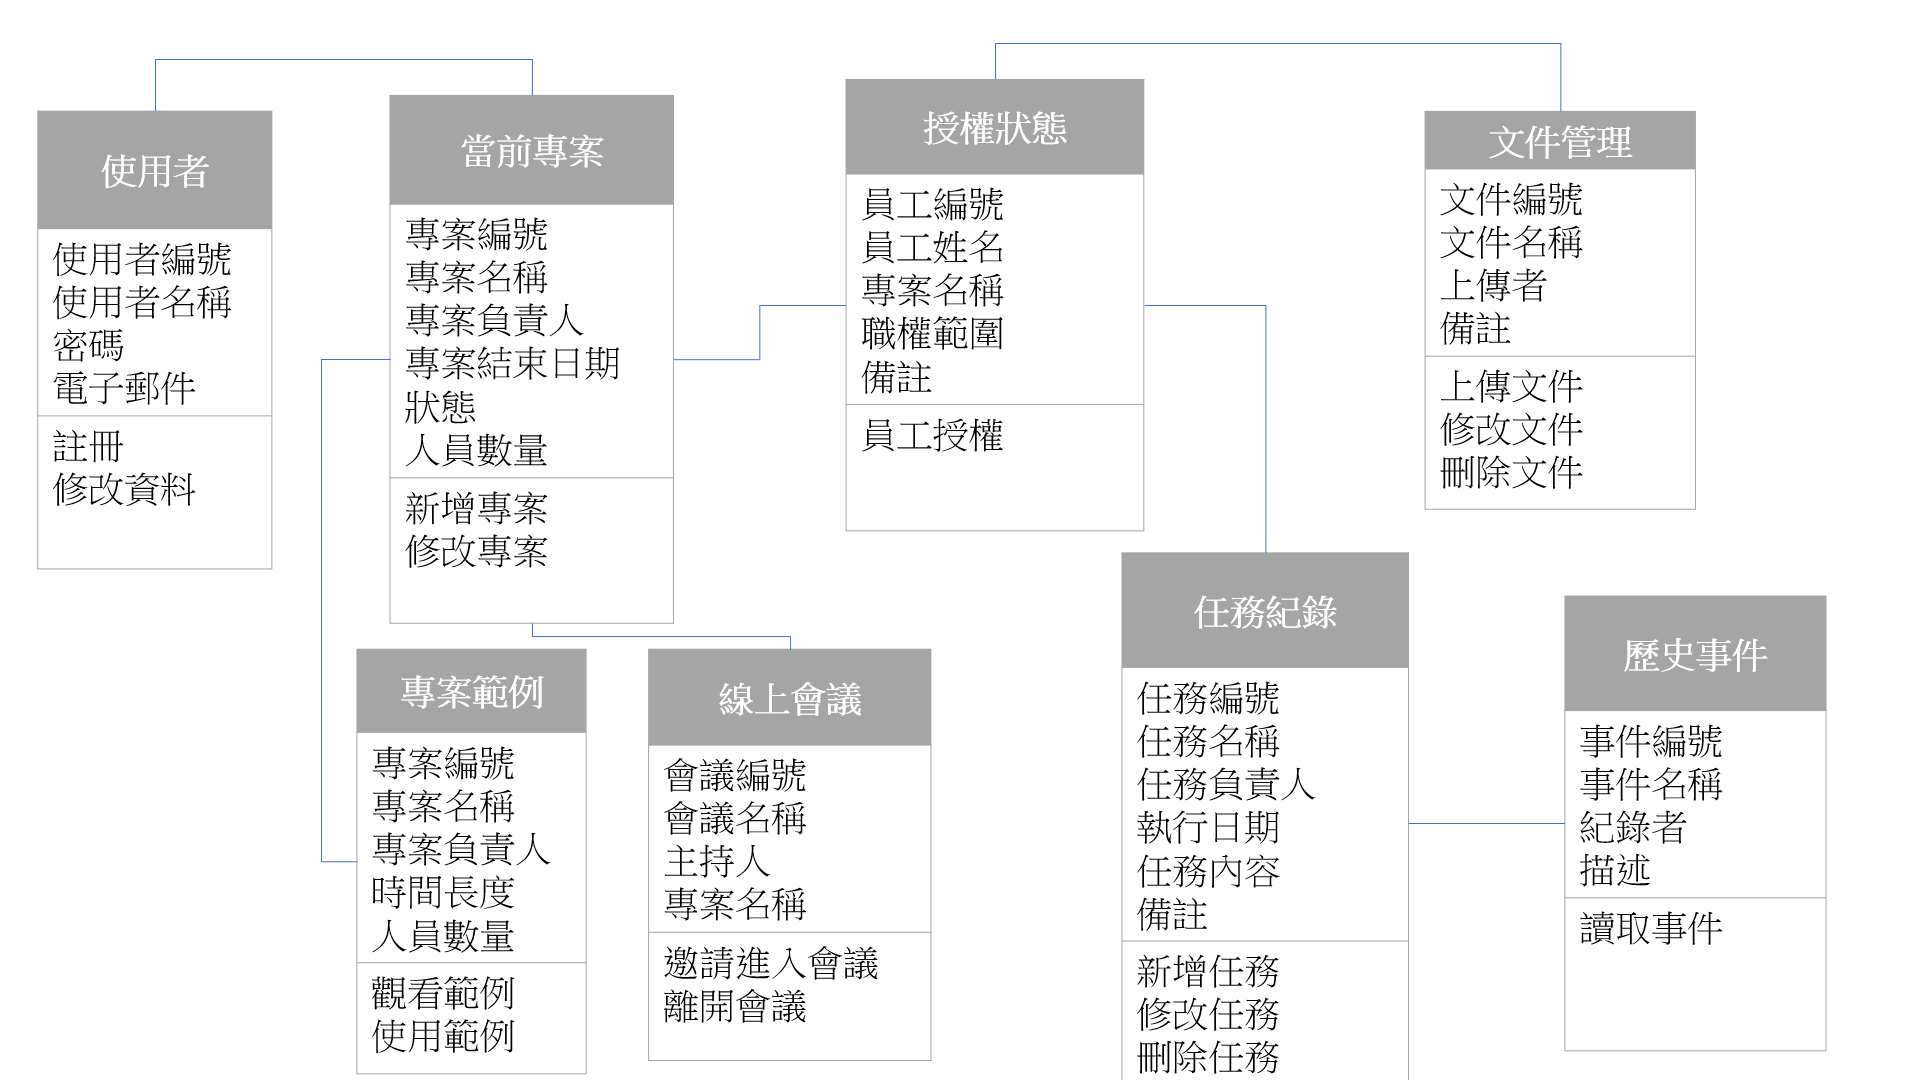 使用者
使用者編號
使用者名稱
密碼
電子郵件
註冊
修改資料
當前專案
專案編號
專案名稱
專案負責人
專案結束日期
狀態
人員數量
新增專案
修改專案
授權狀態
員工編號
員工姓名
專案名稱
職權範圍
備註
員工授權
文件管理
文件編號
文件名稱
上傳者
備註
上傳文件
修改文件
刪除文件
專案範例
專案編號
專案名稱
專案負責人
時間長度
人員數量
觀看範例
使用範例
線上會議
會議編號
會議名稱
主持人
專案名稱
邀請進入會議
離開會議
任務紀錄
任務編號
任務名稱
任務負責人
執行日期
任務內容
備註
新增任務
修改任務
刪除任務
歷史事件
事件編號
事件名稱
紀錄者
描述
讀取事件